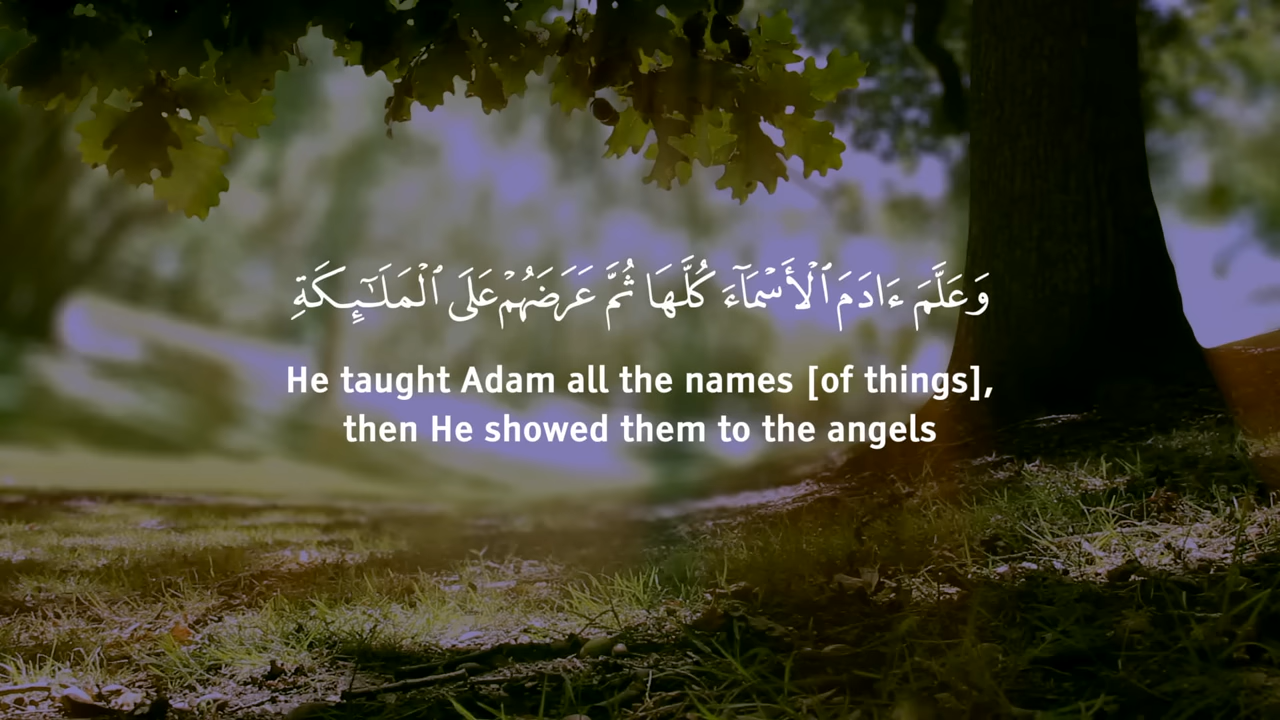 وَعَلَّمَ ءَادَمَ ٱلْأَسْمَآءَ كُلَّهَا ثُمَّ عَرَضَهُمْ عَلَى ٱلْمَلَـٰٓئِكَةِ
He taught Adam all the names [of things],
then He showed them to the angels